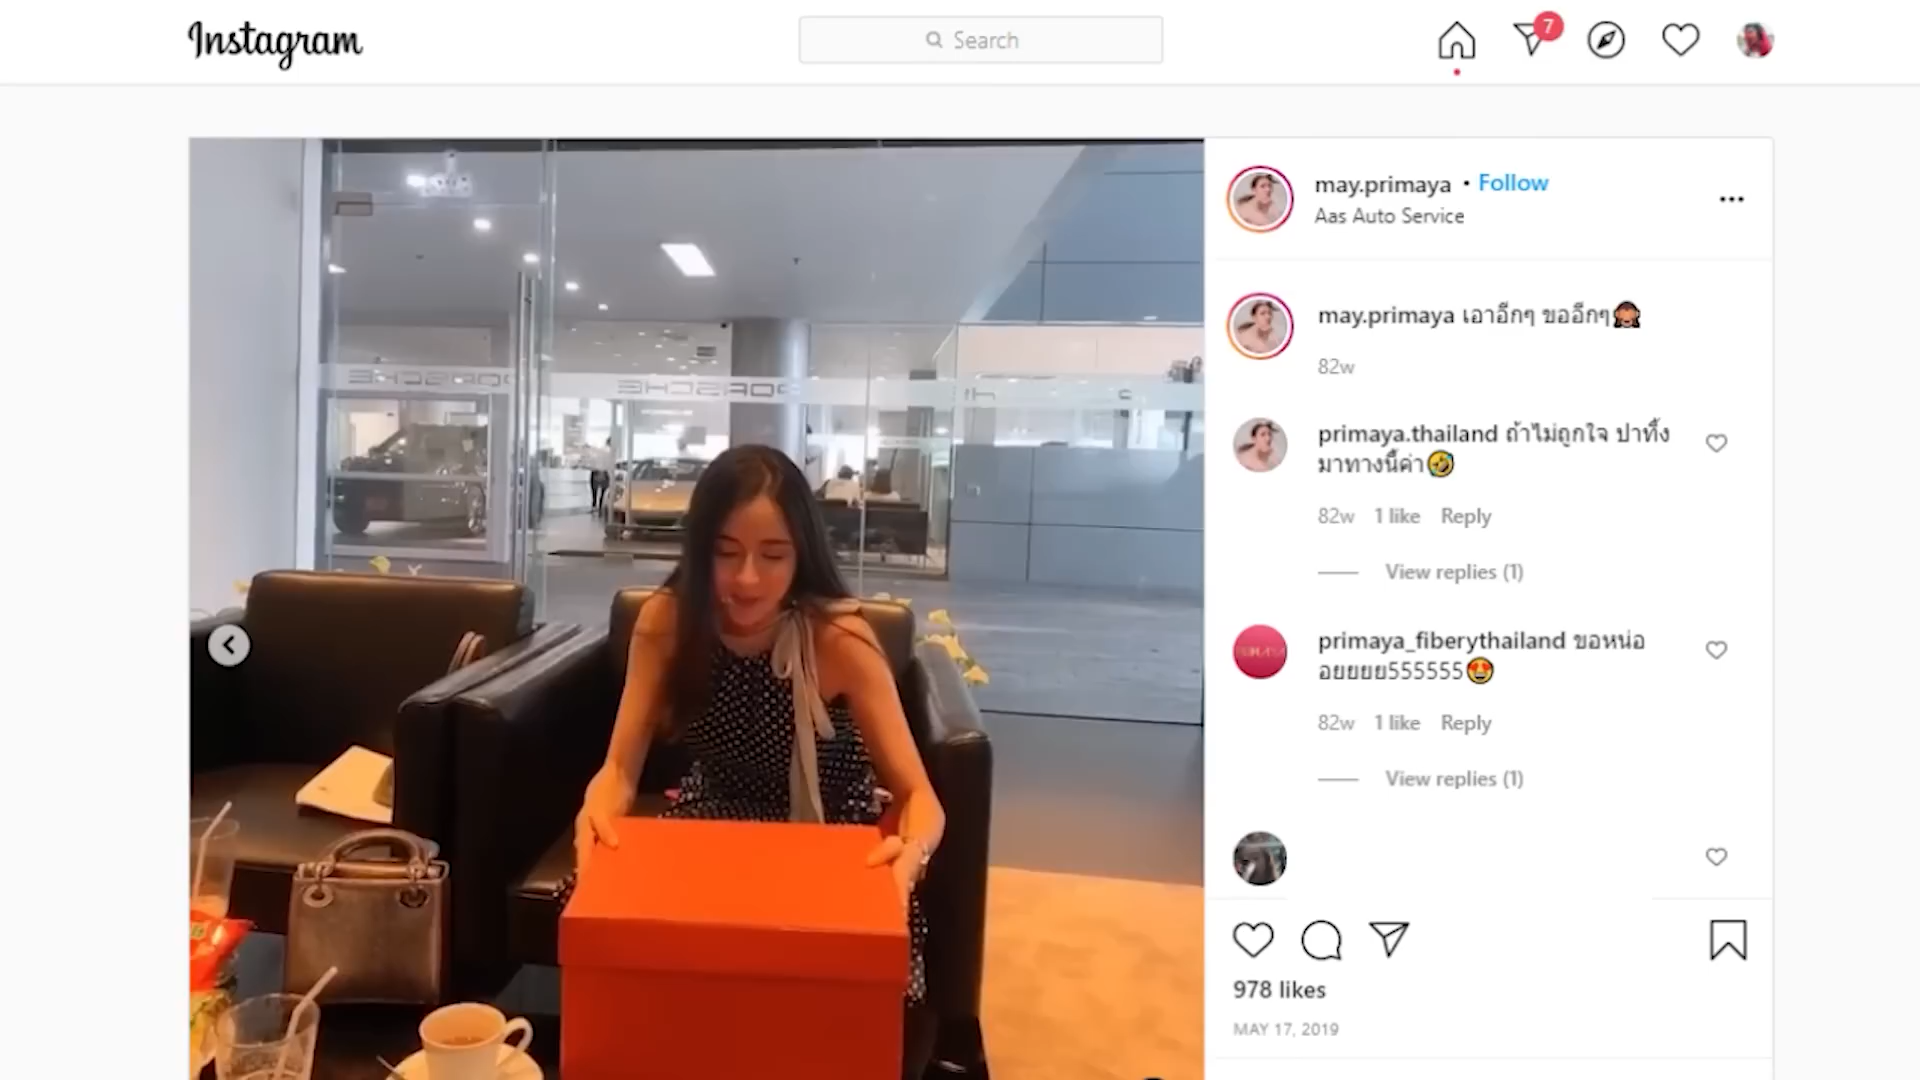 Instagram
Search
7
PORSCHE
PORSCHE
may.primaya • Follow
Aas Auto Service
may.primaya เอาอีกๆ ขออีกๆ🙈
82w
primaya.thailand ถ้าไม่ถูกใจ ปาทิ้ง
มาทางนี้ค่า🤣
82w 1 like Reply
View replies (1)
primaya_fiberythailand ขอหน่อ
อยยยย555555😍
82w 1 like Reply
View replies (1)
978 likes
MAY 17, 2019